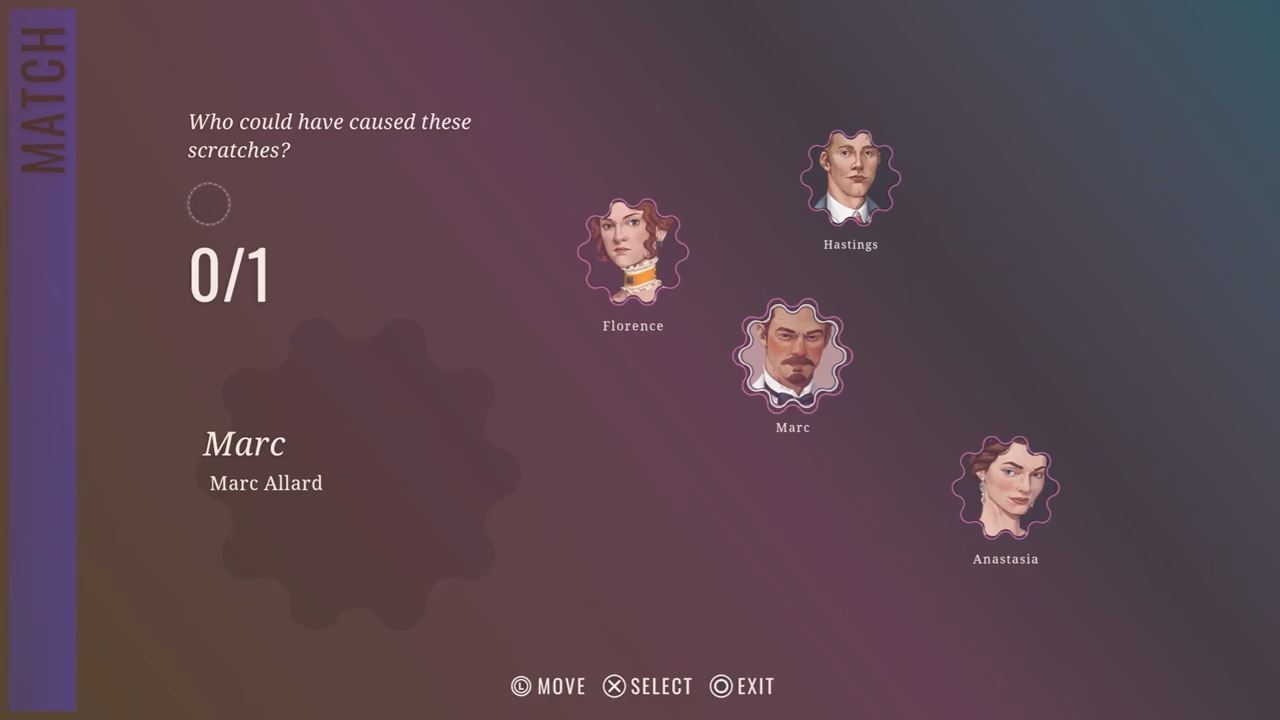 MATCH
Who could have caused these
scratches?
0/1
Marc
Marc Allard
Hastings
Florence
Marc
Anastasia
L MOVE SELECT EXIT